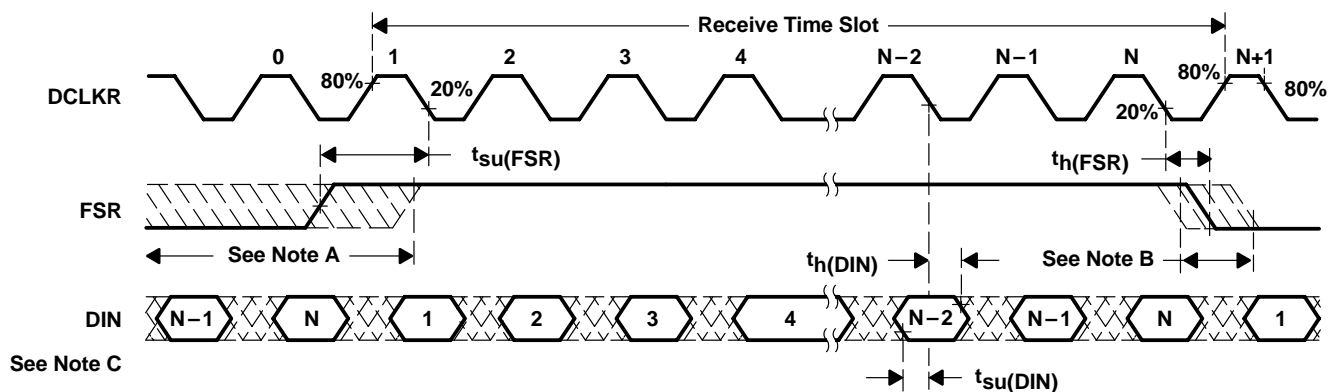 Receive Time Slot
0 1 2 3 4 N–2 N–1 N N+1
80% 20% 80% 80%
DCLKR
20%
tsu(FSR) th(FSR)
FSR
See Note A th(DIN) See Note B
DIN N–1 N 1 2 3 4 N–2 N–1 N 1
See Note C
tsu(DIN)